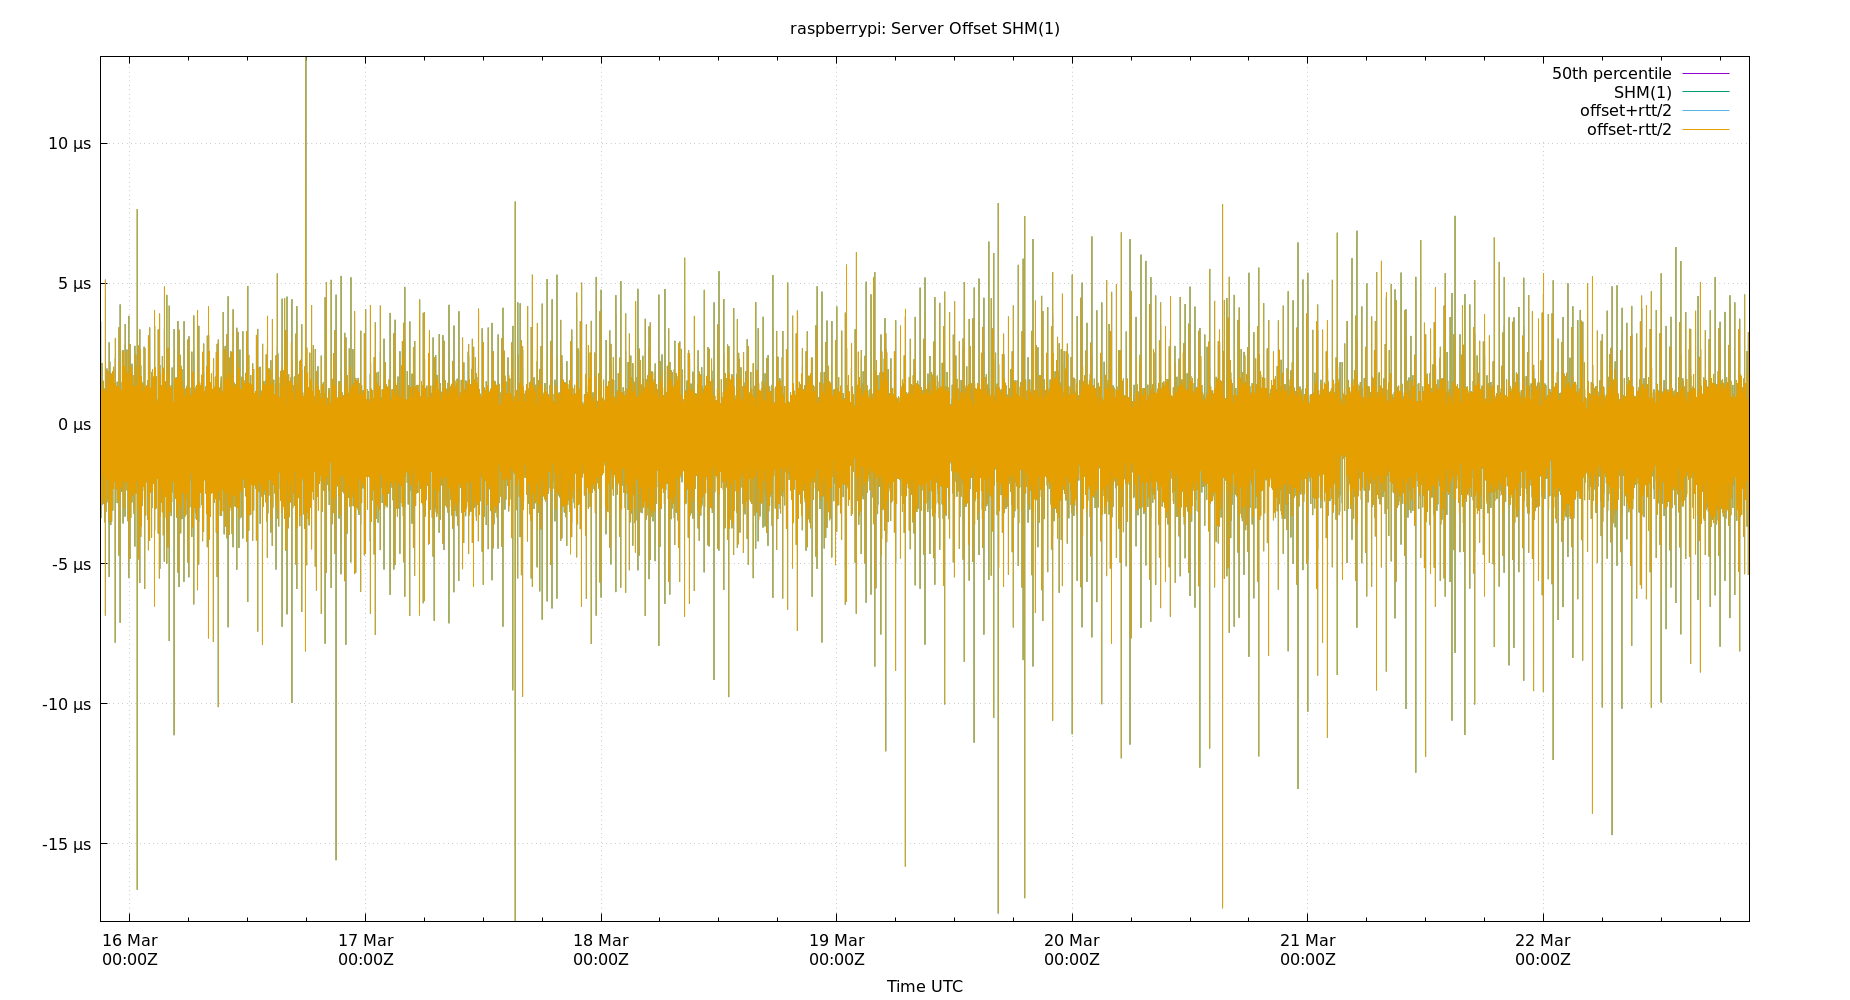 raspberrypi: Server Offset SHM(1)
50th percentile
SHM(1)
offset+rtt/2
offset-rtt/2
10 µs
5 µs
0 µs
-5 µs
-10 µs
-15 µs
16 Mar 17 Mar 18 Mar 19 Mar 20 Mar 21 Mar 22 Mar
00:00Z 00:00Z 00:00Z 00:00Z 00:00Z 00:00Z 00:00Z
Time UTC